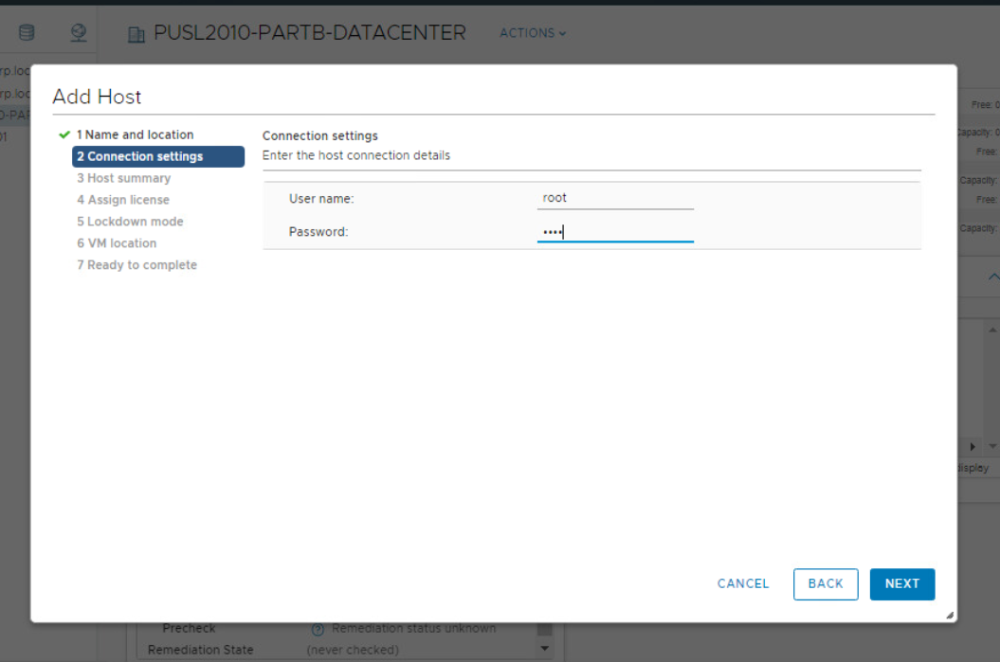 PUSL2010-PARTB-DATACENTER ACTIONS
Add Host
1 Name and location
2 Connection settings
3 Host summary
4 Assign license
5 Lockdown mode
6 VM location
7 Ready to complete
Connection settings
Enter the host connection details
User name: root
Password: ••••
CANCEL BACK NEXT
rp.loc
rp.loc
0-PAR
01
Free: 0
Capacity: 0
Free:
Capacity:
Free:
Capacity:
display
Precheck Remediation status unknown
Remediation State (never checked)